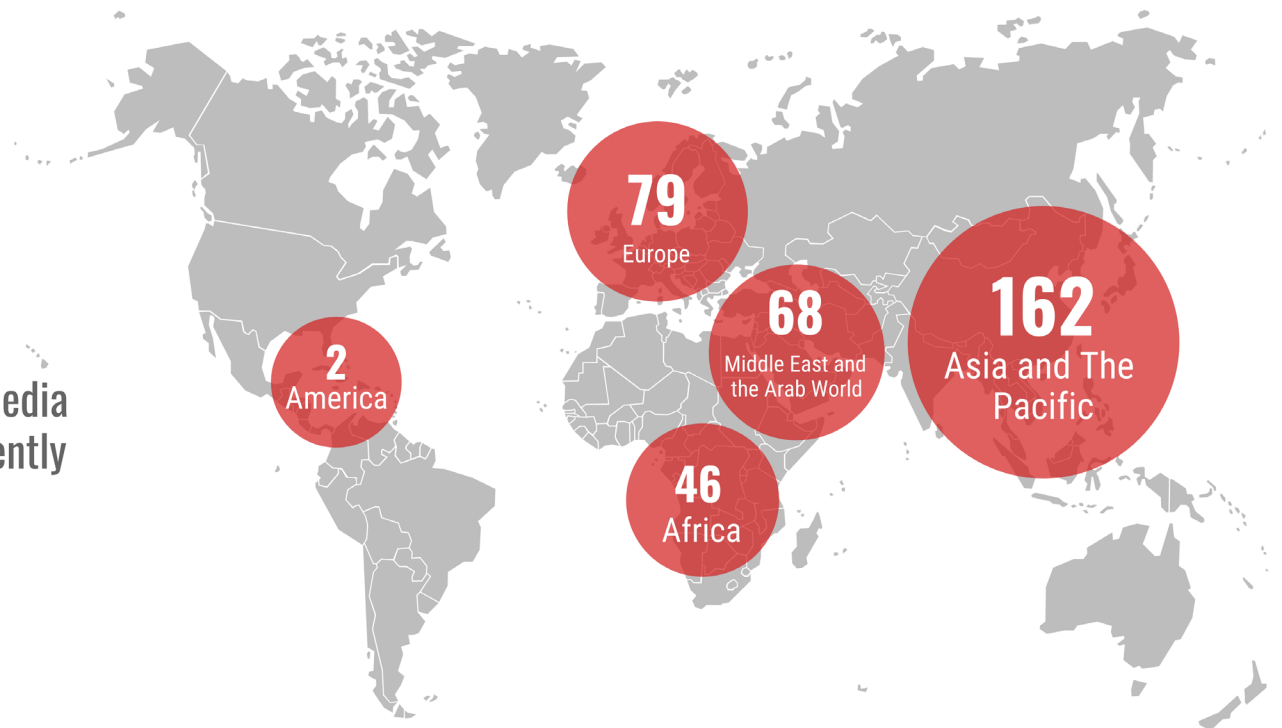 edia
ently
79
Europe
68
Middle East and
the Arab World
162
Asia and The
Pacific
2
America
46
Africa